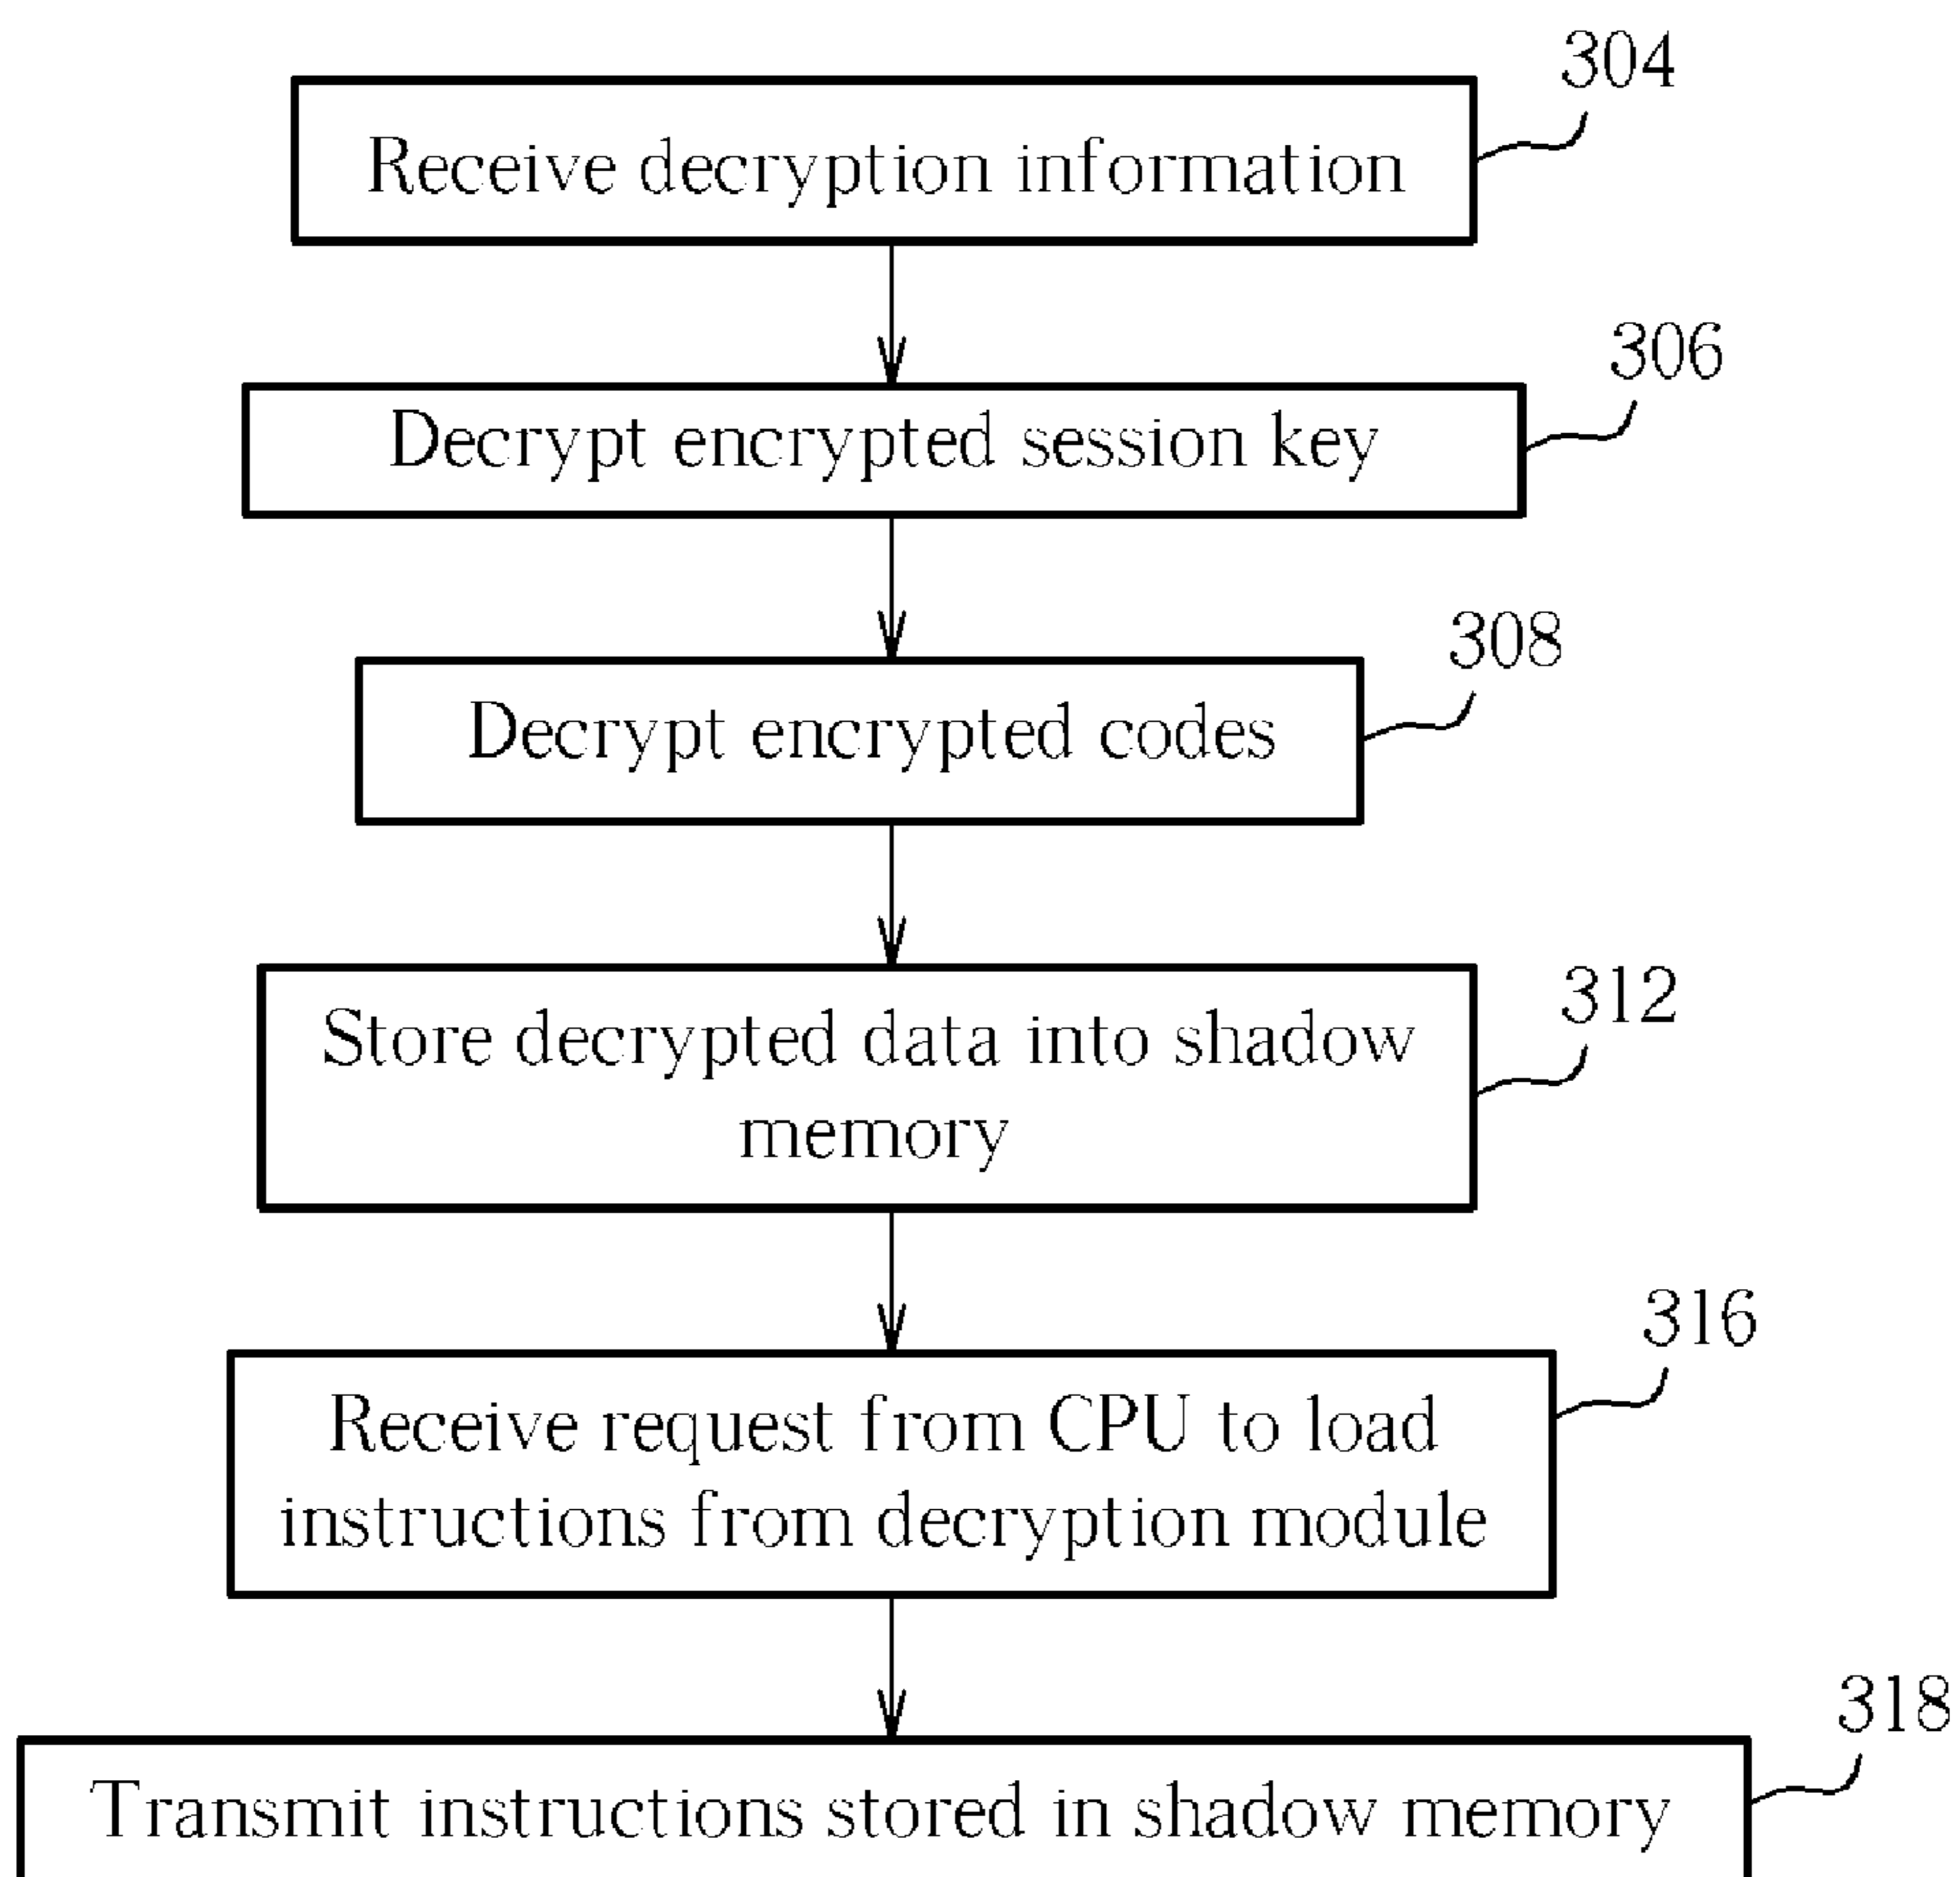 304
Receive decryption information
306
Decrypt encrypted session key
308
Decrypt encrypted codes
312
Store decrypted data into shadow
memory
316
Receive request from CPU to load
instructions from decryption module
318
Transmit instructions stored in shadow memory